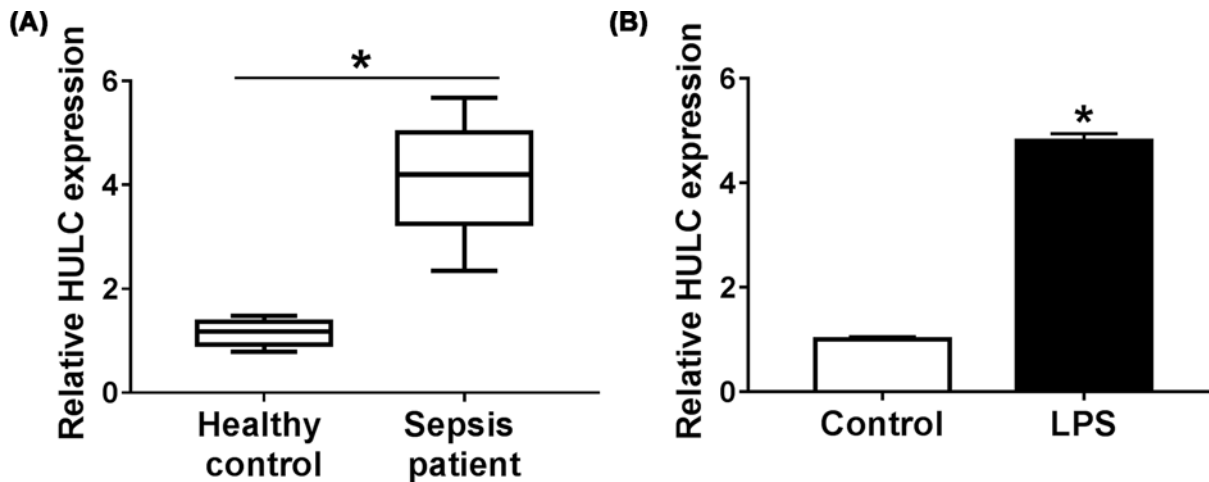 (A)
Relative HULC expression
6
4
2
0
*
Healthy
control
Sepsis
patient
(B)
Relative HULC expression
6
4
2
0
*
Control
LPS